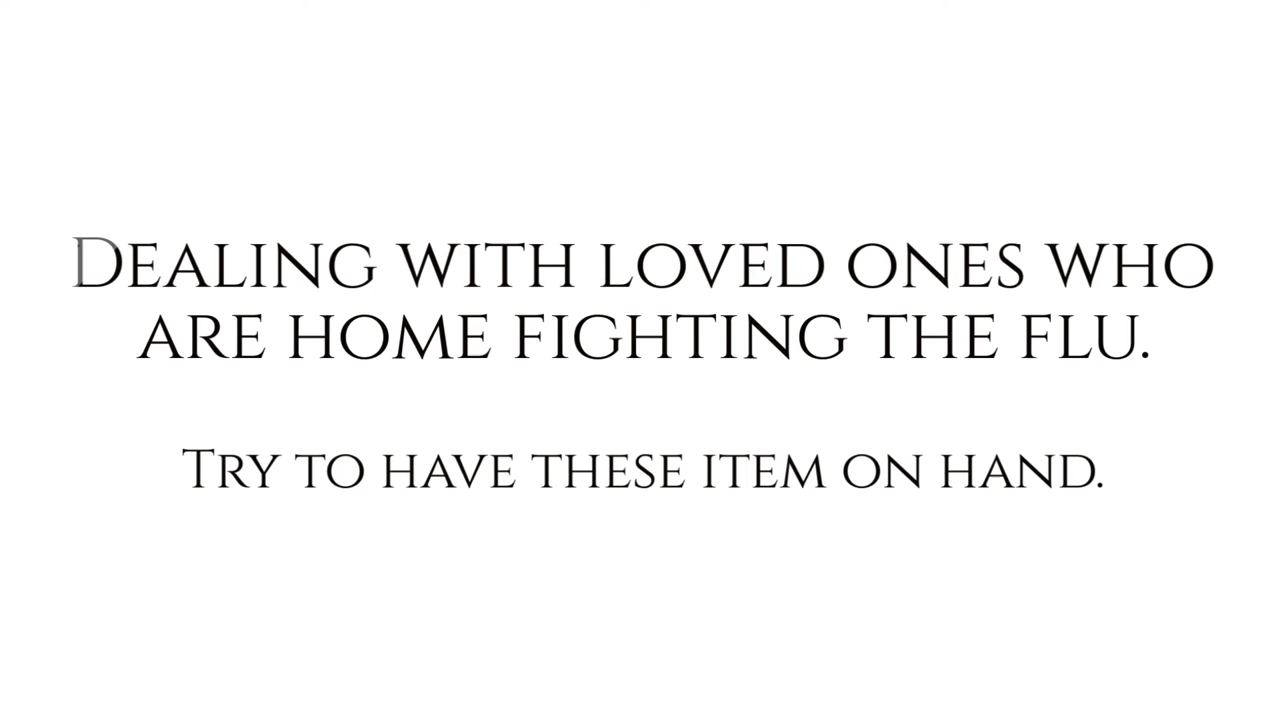 Dealing with loved ones who
are home fighting the flu.
Try to have these item on hand.